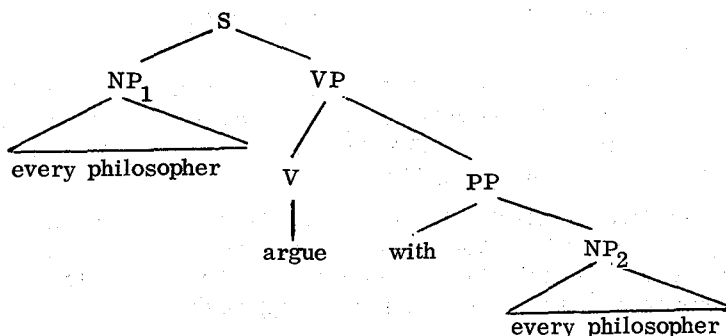 S
NP1 VP
every philosopher V PP
argue with NP2
every philosopher